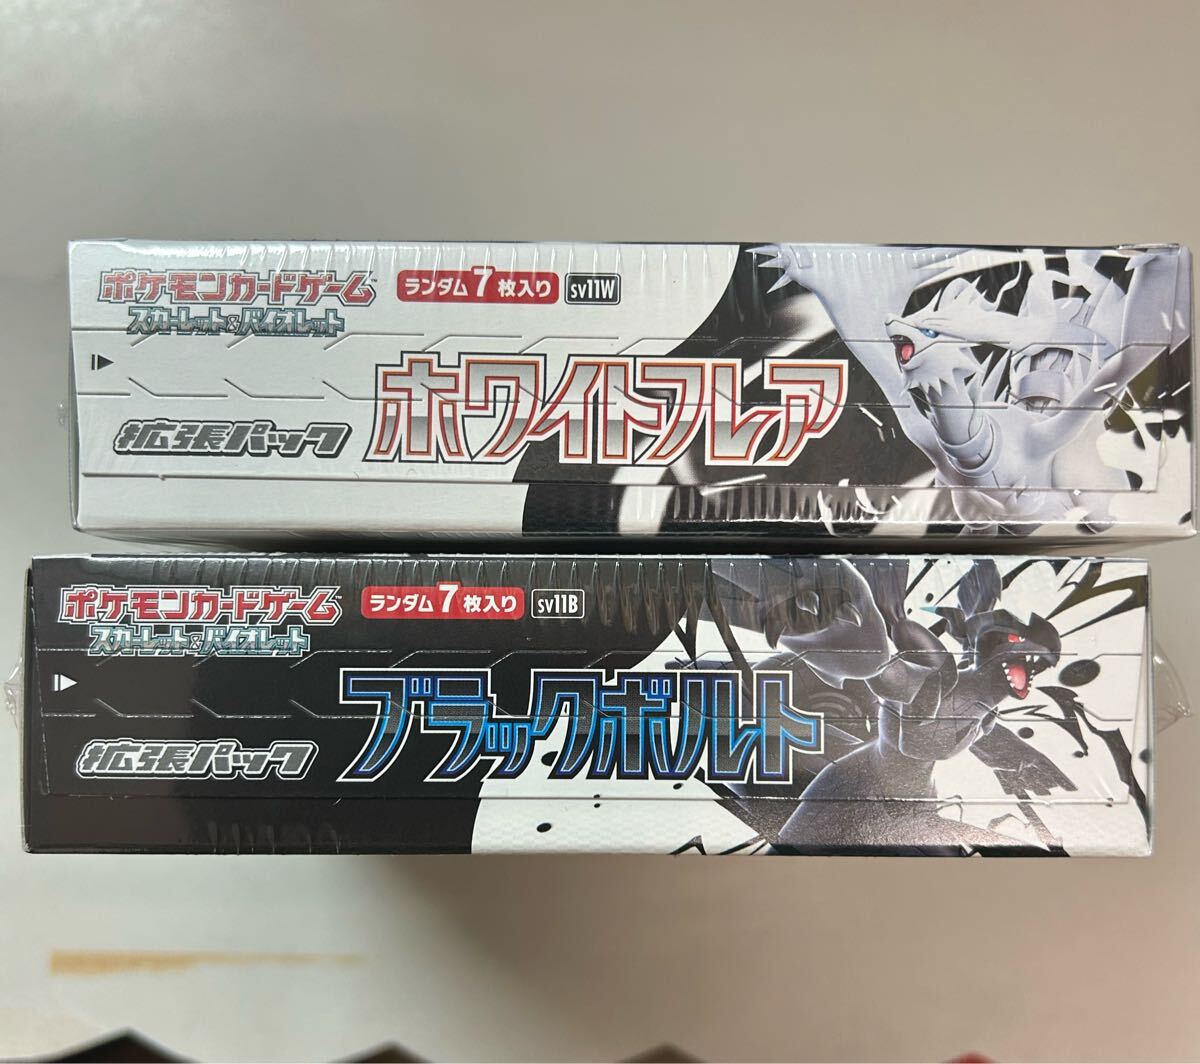 ポケモンカードゲーム™
スカーレット&バイオレット
ランダム7枚入り sv11W
拡張パック ホワイトフレア
ポケモンカードゲーム™
スカーレット&バイオレット
ランダム7枚入り sv11B
拡張パック ブラックボルト